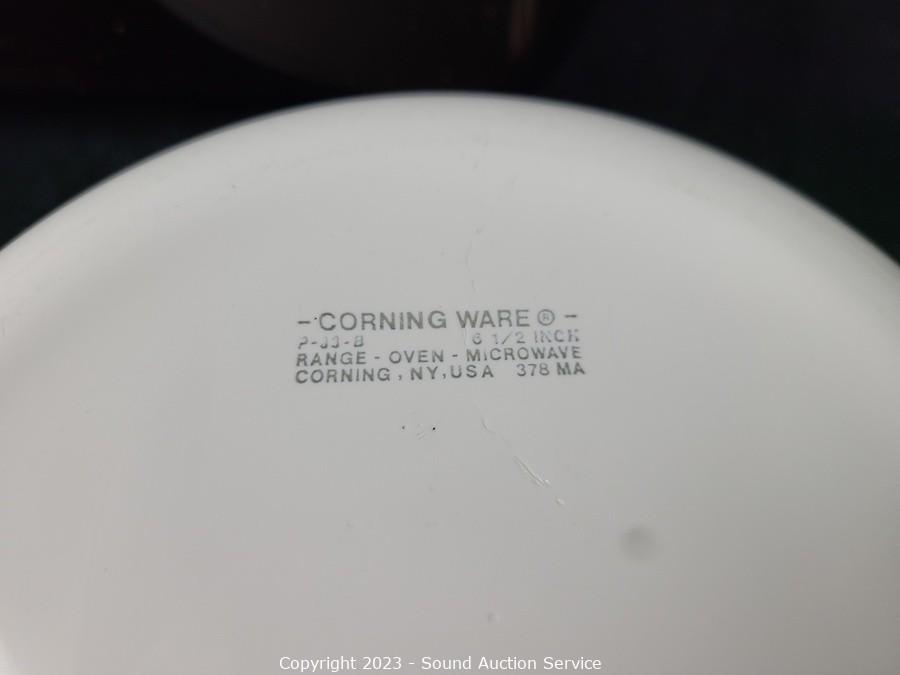 -CORNING WARE ® -
P-83-B 6 1/2 INCH
RANGE - OVEN - MICROWAVE
CORNING, NY, USA 378 MA
Copyright 2023 - Sound Auction Service